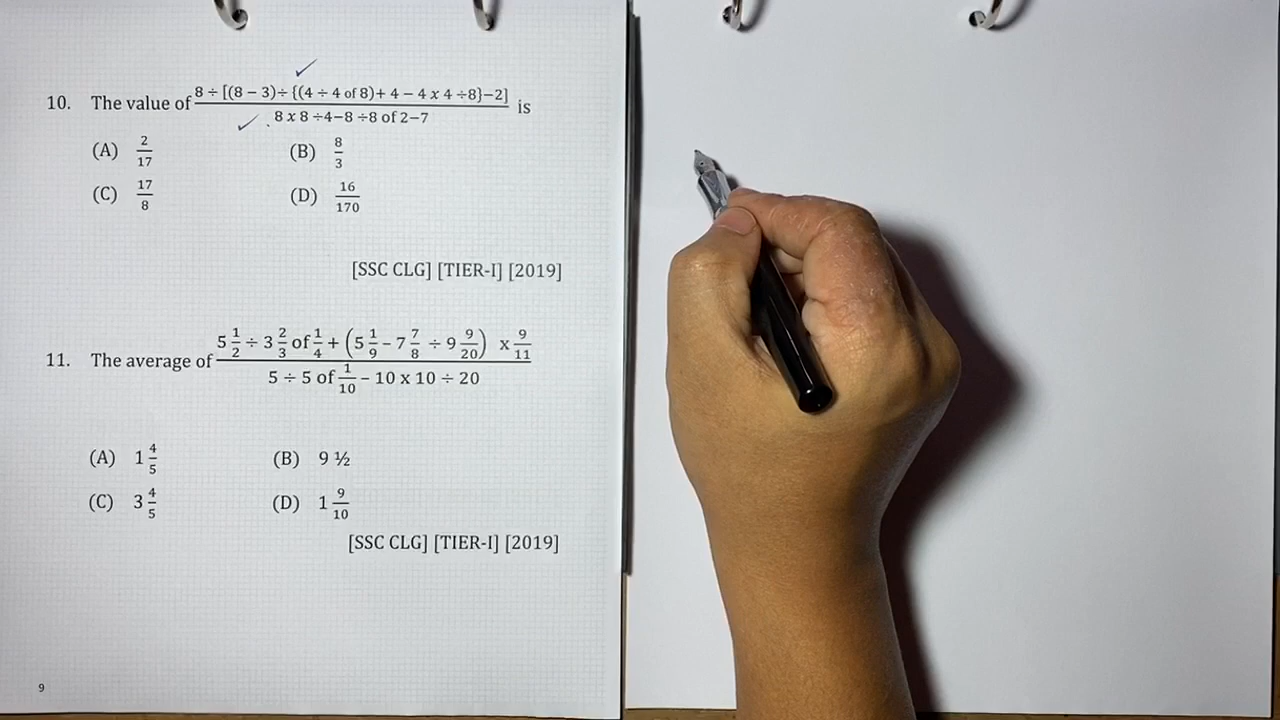 10. The value of 8 ÷ [(8 − 3)÷ {(4 ÷ 4 of 8)+ 4 − 4 x 4 ÷8}−2] / 8 x 8 ÷4−8 ÷8 of 2−7 is
(A) 2/17 (B) 8/3
(C) 17/8 (D) 16/170
[SSC CLG] [TIER-I] [2019]
11. The average of 5 1/2 ÷ 3 2/3 of 1/4 + (5 1/9 − 7 7/8 ÷ 9 9/20) x 9/11 / 5 ÷ 5 of 1/10 − 10 x 10 ÷ 20
(A) 1 4/5 (B) 9 ½
(C) 3 4/5 (D) 1 9/10
[SSC CLG] [TIER-I] [2019]
9